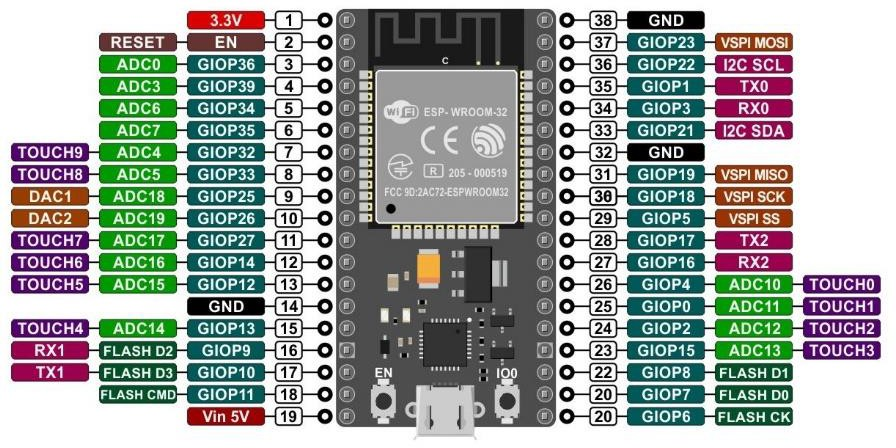 3.3V 1 38 GND
RESET EN 2 37 GIOP23 VSPI MOSI
ADC0 GIOP36 3 C 36 GIOP22 I2C SCL
ADC3 GIOP39 4 35 GIOP1 TX0
ADC6 GIOP34 5 WiFi ESP-WROOM-32 34 GIOP3 RX0
ADC7 GIOP35 6 CE 33 GIOP21 I2C SDA
TOUCH9 ADC4 GIOP32 7 32 GND
TOUCH8 ADC5 GIOP33 8 R 205-000519 31 GIOP19 VSPI MISO
DAC1 ADC18 GIOP25 9 FCC 9D:2AC72-ESPWROOM32 30 GIOP18 VSPI SCK
DAC2 ADC19 GIOP26 10 29 GIOP5 VSPI SS
TOUCH7 ADC17 GIOP27 11 28 GIOP17 TX2
TOUCH6 ADC16 GIOP14 12 27 GIOP16 RX2
TOUCH5 ADC15 GIOP12 13 26 GIOP4 ADC10 TOUCH0
GND 14 25 GIOP0 ADC11 TOUCH1
TOUCH4 ADC14 GIOP13 15 24 GIOP2 ADC12 TOUCH2
RX1 FLASH D2 GIOP9 16 23 GIOP15 ADC13 TOUCH3
TX1 FLASH D3 GIOP10 17 EN IO0 22 GIOP8 FLASH D1
FLASH CMD GIOP11 18 20 GIOP7 FLASH D0
Vin 5V 19 20 GIOP6 FLASH CK